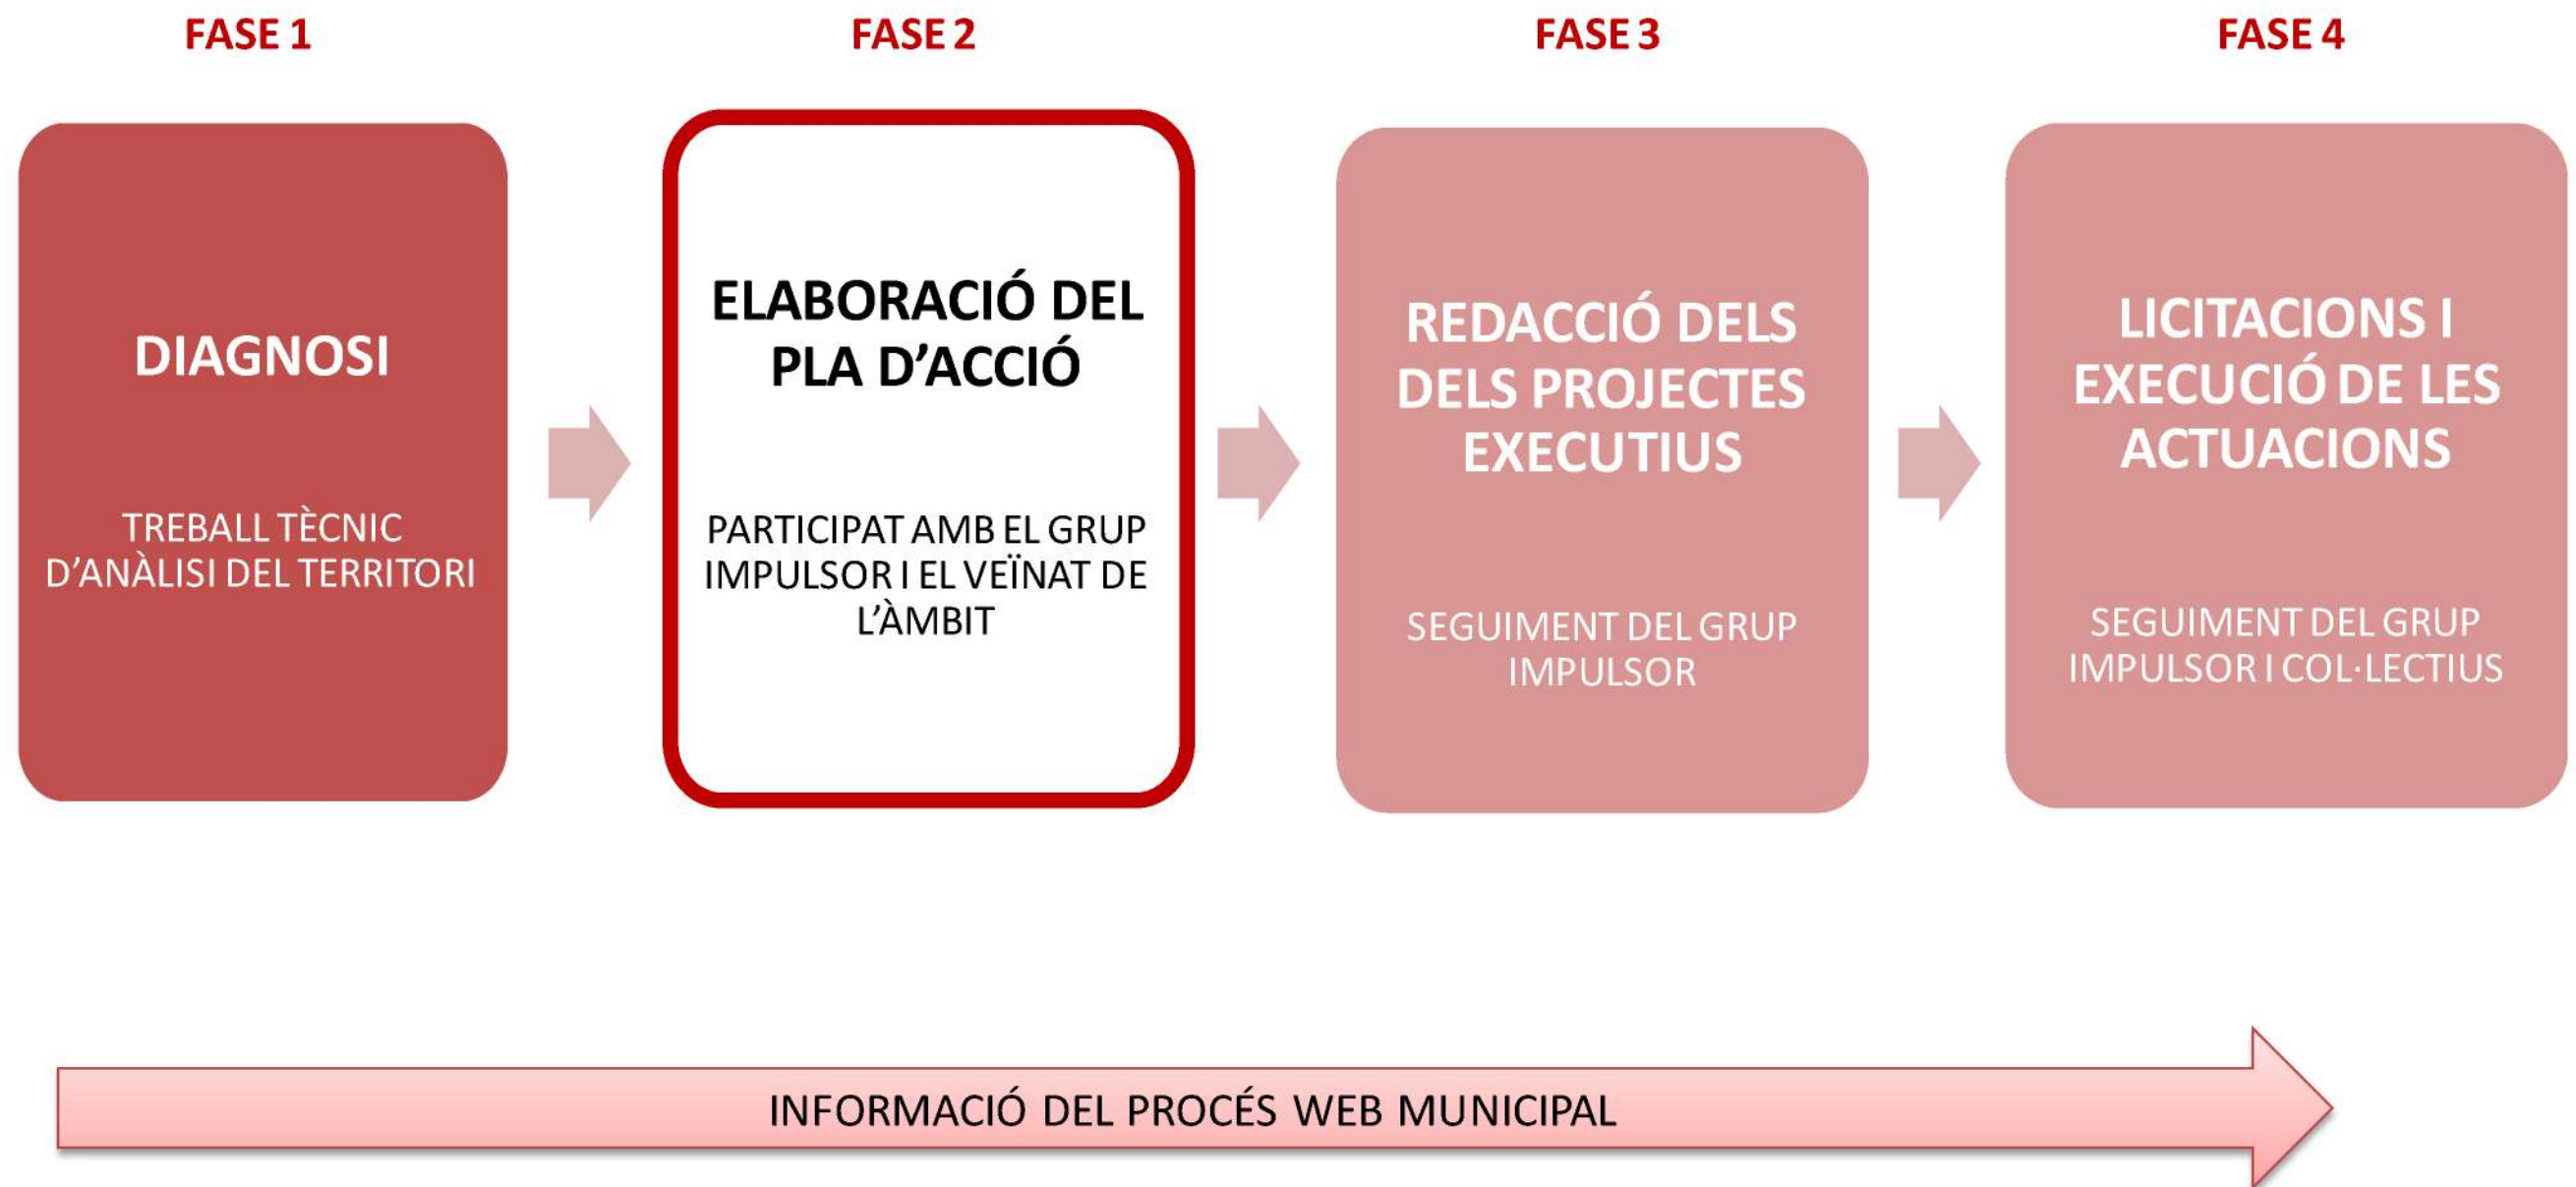 FASE 1
DIAGNOSI
TREBALL TÈCNIC
D'ANÀLISI DEL TERRITORI
FASE 2
ELABORACIÓ DEL
PLA D'ACCIÓ
PARTICIPAT AMB EL GRUP
IMPULSOR I EL VEÏNAT DE
L'ÀMBIT
FASE 3
REDACCIÓ DELS
DELS PROJECTES
EXECUTIUS
SEGUIMENT DEL GRUP
IMPULSOR
FASE 4
LICITACIONS I
EXECUCIÓ DE LES
ACTUACIONS
SEGUIMENT DEL GRUP
IMPULSOR I COL·LECTIUS
INFORMACIÓ DEL PROCÉS WEB MUNICIPAL